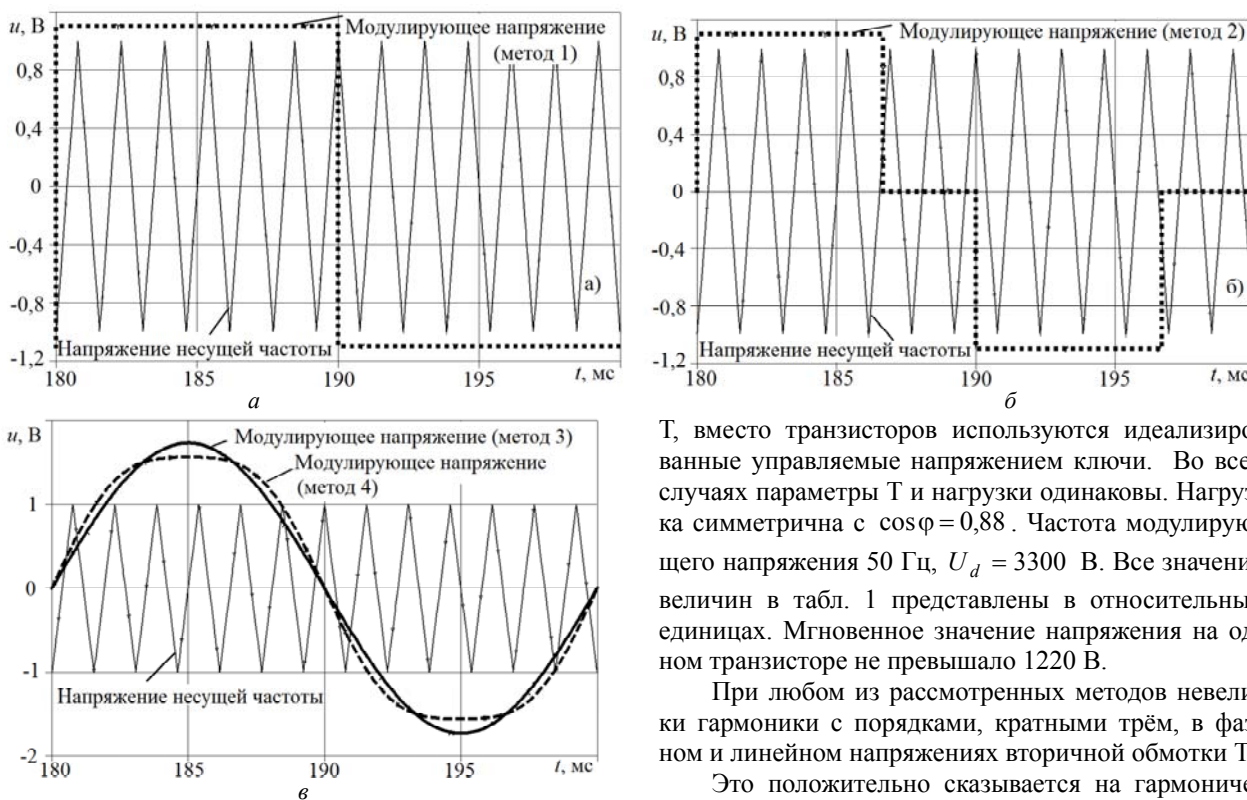 u, В
Модулирующее напряжение
(метод 1)
0,8
0,4
0
-0,4
-0,8
-1,2
а)
Напряжение несущей частоты
180
185
190
195
t, мс
а
u, В
Модулирующее напряжение (метод 2)
0,8
0,4
0
-0,4
-0,8
-1,2
б)
Напряжение несущей частоты
180
185
190
195
t, мс
б
u, В
Модулирующее напряжение (метод 3)
Модулирующее напряжение
(метод 4)
1
0
-1
-2
Напряжение несущей частоты
180
185
190
195
t, мс
в
Т, вместо транзисторов используются идеализиро
ванные управляемые напряжением ключи. Во все
случаях параметры Т и нагрузки одинаковы. Нагруз
ка симметрична с cosφ = 0,88 . Частота модулирую
щего напряжения 50 Гц, U_d = 3300 В. Все значени
величин в табл. 1 представлены в относительны
единицах. Мгновенное значение напряжения на од
ном транзисторе не превышало 1220 В.
При любом из рассмотренных методов невели
ки гармоники с порядками, кратными трём, в фаз
ном и линейном напряжениях вторичной обмотки Т
Это положительно сказывается на гармониче